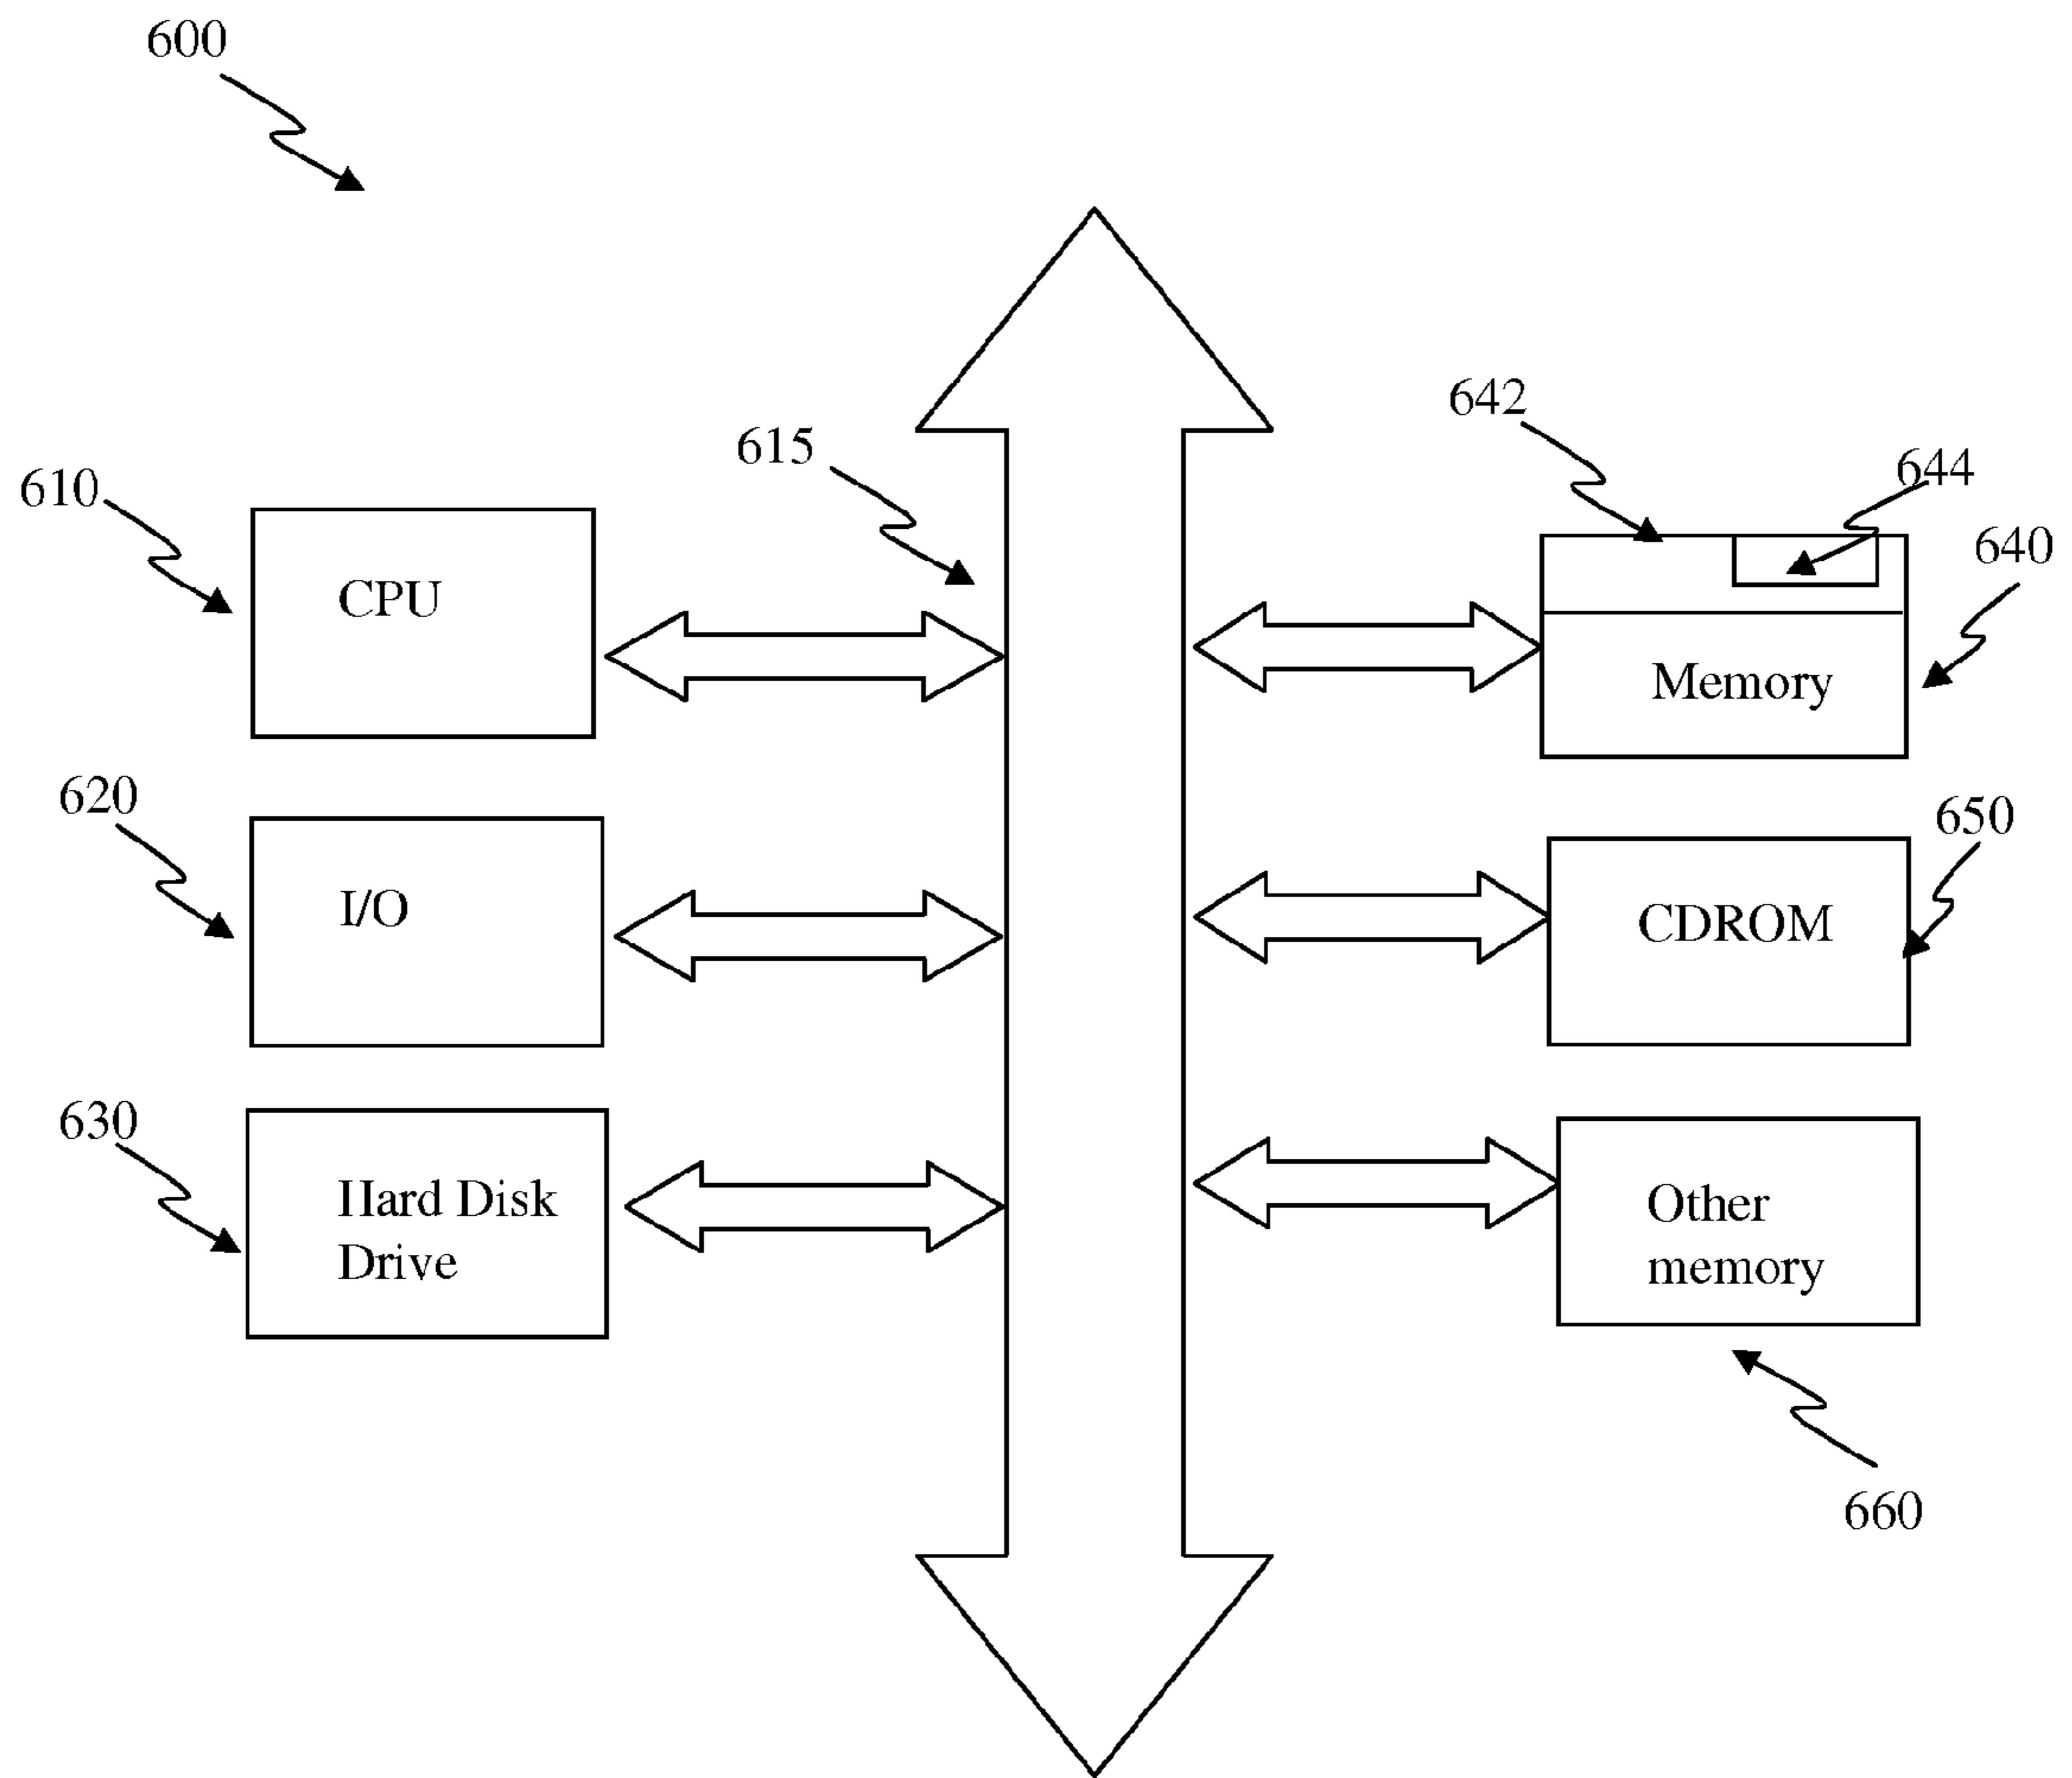 600
642
615
644
610
640
CPU
Memory
620
650
I/O
CDROM
630
Hard Disk
Drive
Other
memory
660